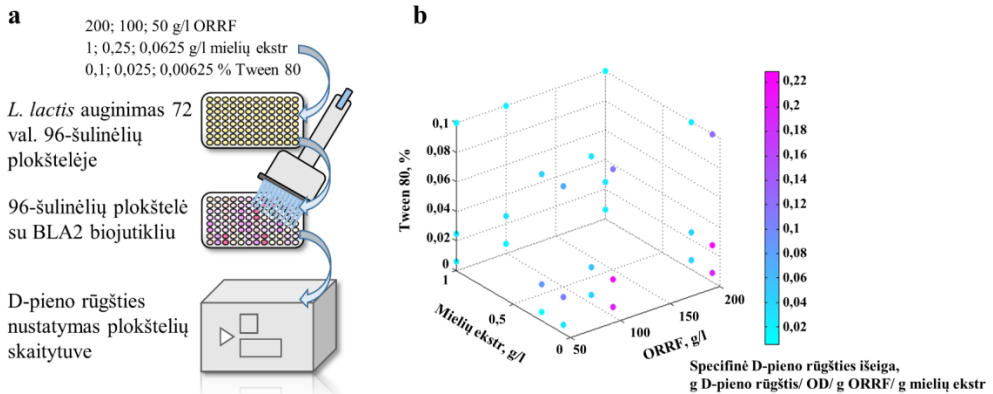 a
200; 100; 50 g/l ORRF
1; 0,25; 0,0625 g/l mielių ekstr
0,1; 0,025; 0,00625 % Tween 80
L. lactis auginimas 72
val. 96-šulinėlių
plokštelėje
96-šulinėlių plokštelė
su BLA2 biojutikliu
D-pieno rūgšties
nustatymas plokštelių
skaitytuve
b
Tween 80, %
0,1
0,08
0,06
0,04
0,02
0
1
0,5
0
Mielių ekstr, g/l
50
100
150
200
ORRF, g/l
0,22
0,2
0,18
0,16
0,14
0,12
0,1
0,08
0,06
0,04
0,02
Specifinė D-pieno rūgšties išeiga,
g D-pieno rūgštis/ OD/ g ORRF/ g mielių ekstr